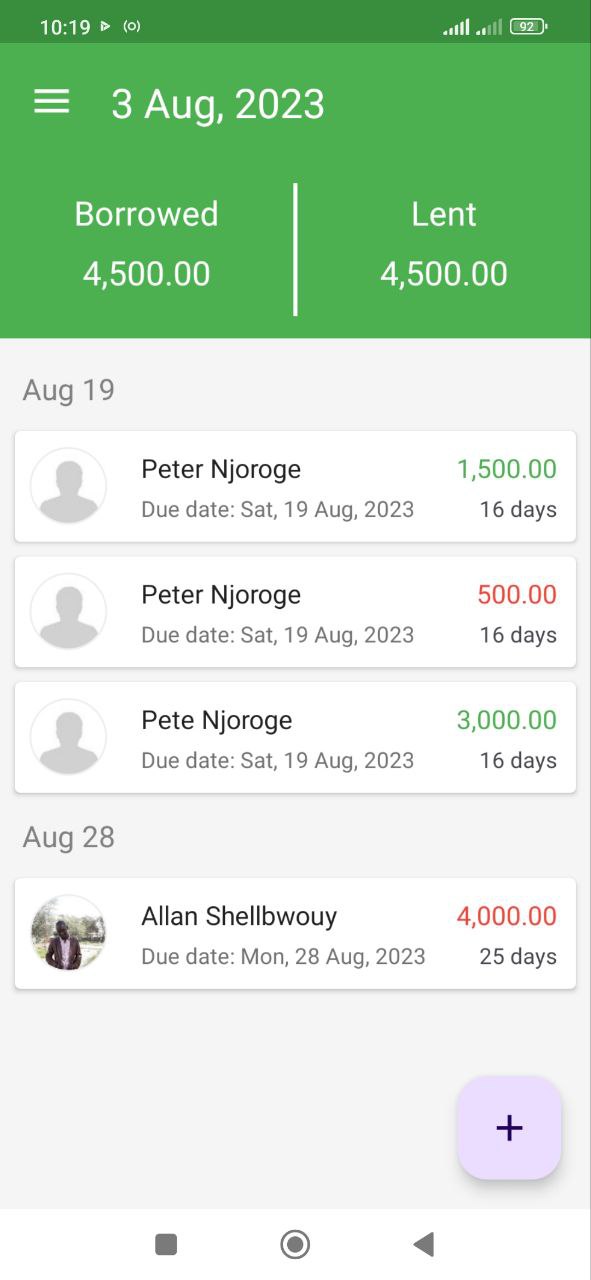 10:19
92
3 Aug, 2023
Borrowed
4,500.00
Lent
4,500.00
Aug 19
Peter Njoroge
1,500.00
Due date: Sat, 19 Aug, 2023
16 days
Peter Njoroge
500.00
Due date: Sat, 19 Aug, 2023
16 days
Pete Njoroge
3,000.00
Due date: Sat, 19 Aug, 2023
16 days
Aug 28
Allan Shellbwouy
4,000.00
Due date: Mon, 28 Aug, 2023
25 days
+